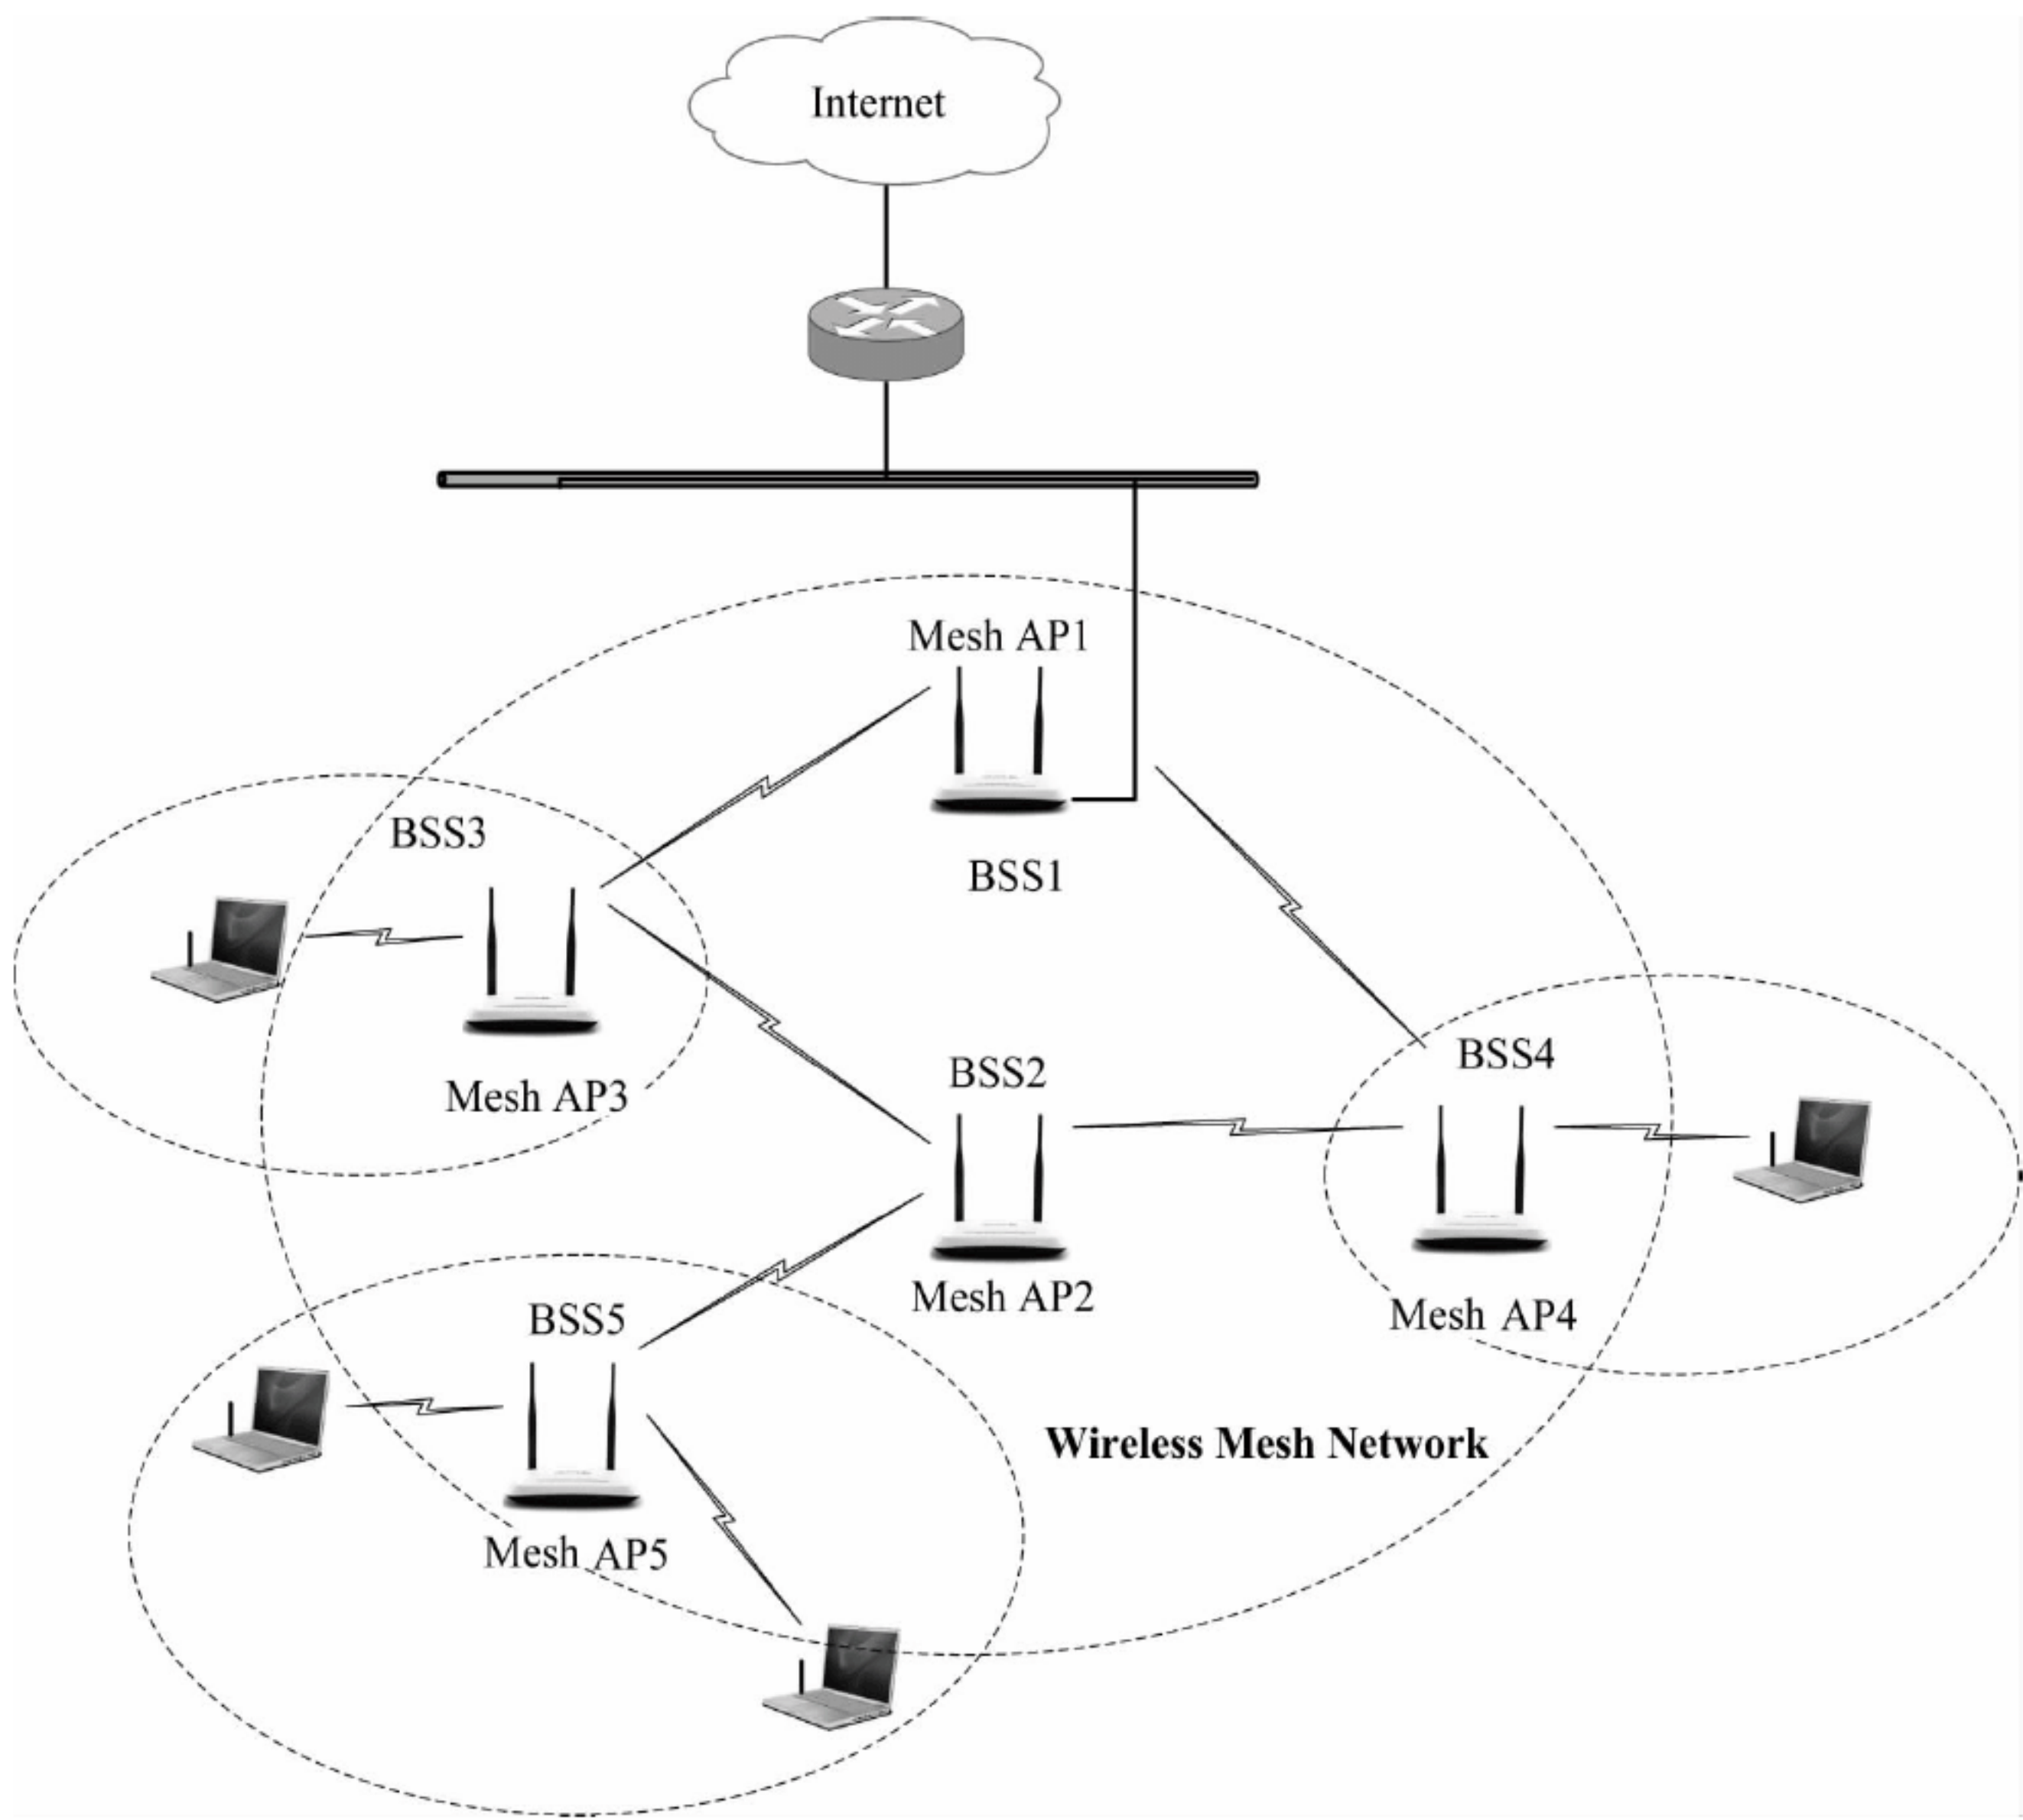 Internet
Mesh AP1
BSS1
BSS3
Mesh AP3
BSS2
Mesh AP2
BSS4
Mesh AP4
BSS5
Mesh AP5
Wireless Mesh Network